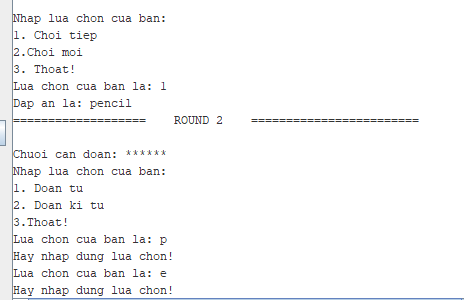 Nhap lua chon cua ban:
1. Choi tiep
2.Choi moi
3. Thoat!
Lua chon cua ban la: 1
Dap an la: pencil
===================    ROUND 2    ========================
Chuoi can doan: ******
Nhap lua chon cua ban:
1. Doan tu
2. Doan ki tu
3.Thoat!
Lua chon cua ban la: p
Hay nhap dung lua chon!
Lua chon cua ban la: e
Hay nhap dung lua chon!